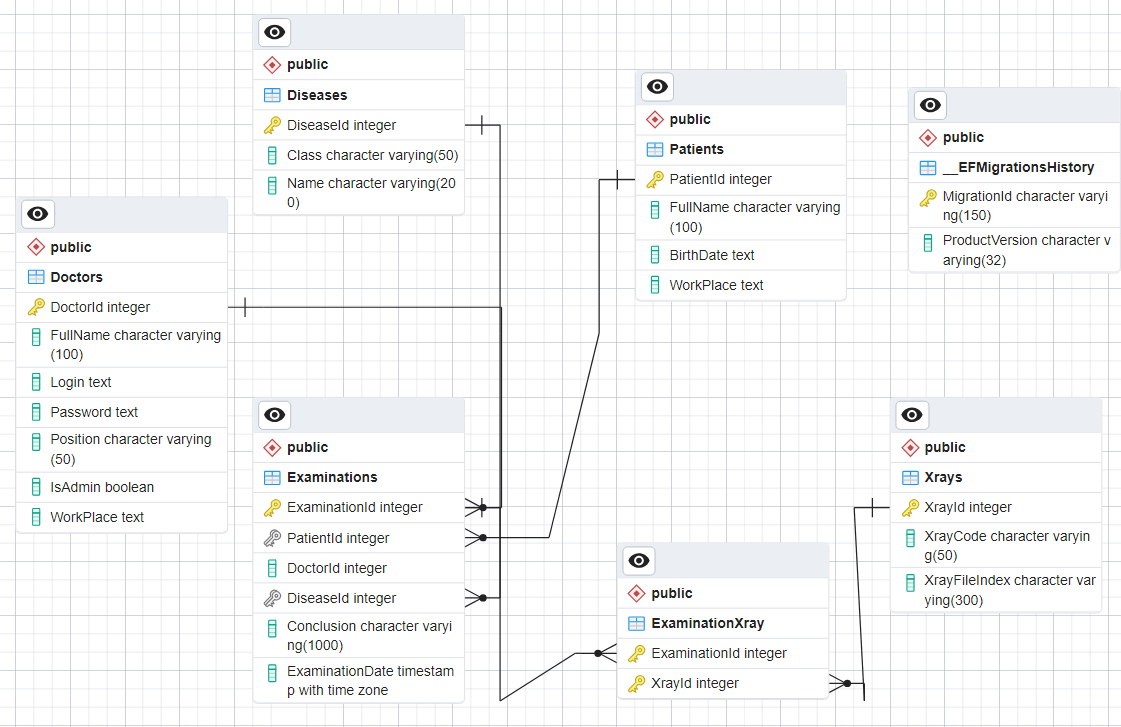 public
Diseases
DiseaseId integer
Class character varying(50)
Name character varying(20
0)
public
Doctors
DoctorId integer
FullName character varying
(100)
Login text
Password text
Position character varying
(50)
IsAdmin boolean
WorkPlace text
public
Patients
PatientId integer
FullName character varying
(100)
BirthDate text
WorkPlace text
public
__EFMigrationsHistory
MigrationId character varyi
ng(150)
ProductVersion character v
arying(32)
public
Examinations
ExaminationId integer
PatientId integer
DoctorId integer
DiseaseId integer
Conclusion character varyi
ng(1000)
ExaminationDate timestam
p with time zone
public
ExaminationXray
ExaminationId integer
XrayId integer
public
Xrays
XrayId integer
XrayCode character varyin
g(50)
XrayFileIndex character var
ying(300)